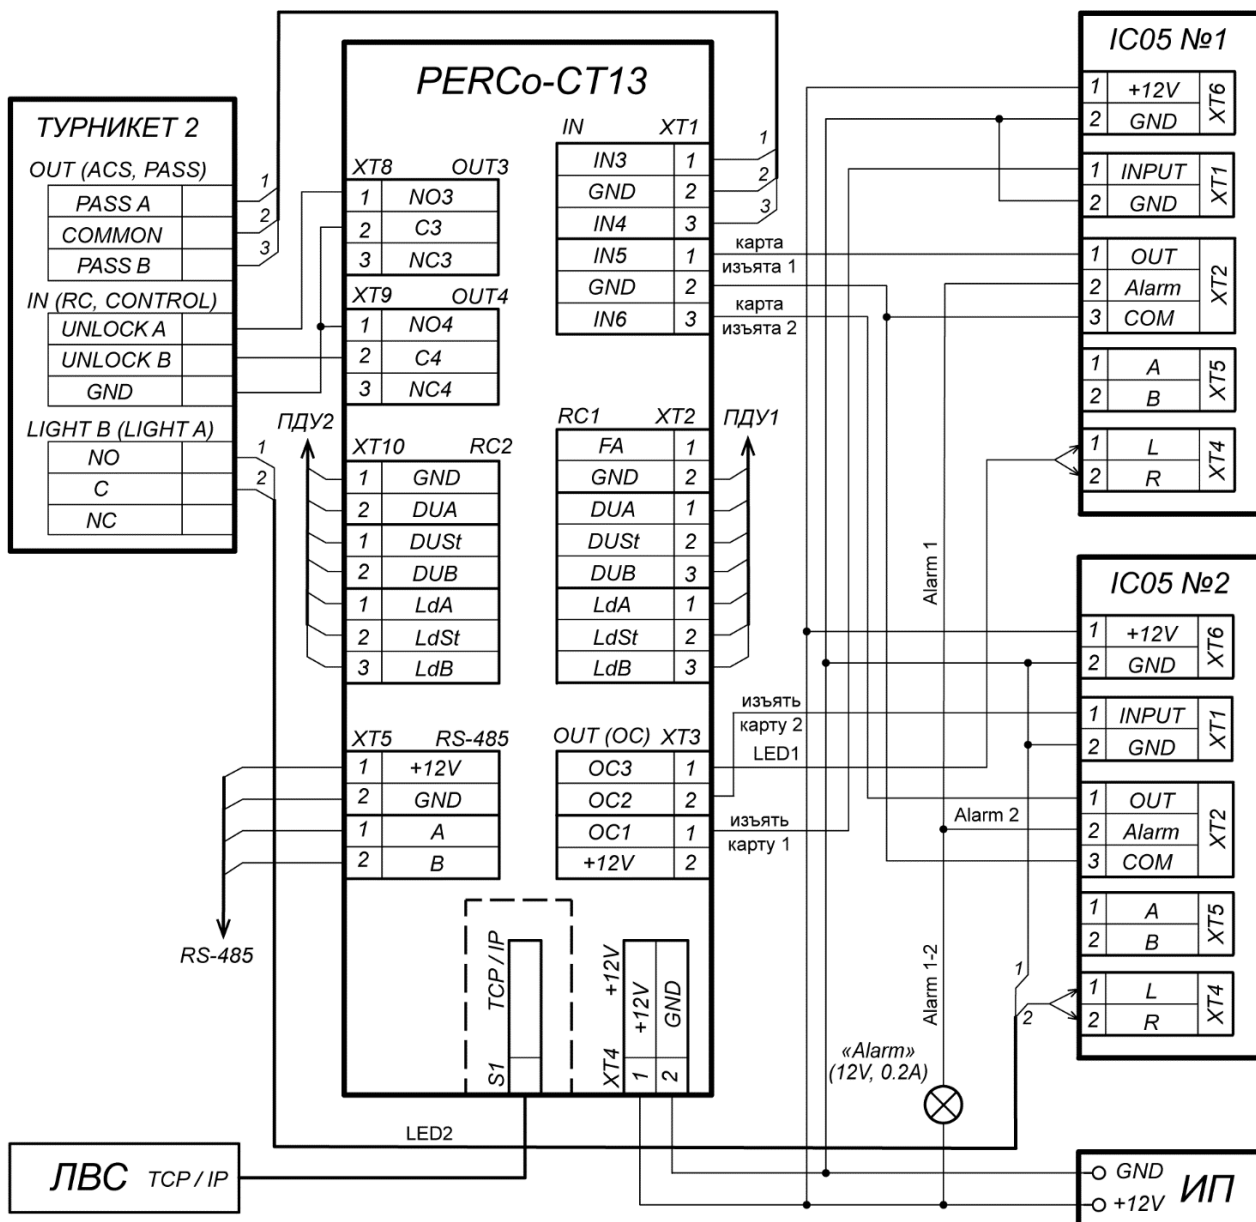 PERCo-CT13
ТУРНИКЕТ 2
OUT (ACS, PASS)
PASS A
COMMON
PASS B
1
2
3
IN (RC, CONTROL)
UNLOCK A
UNLOCK B
GND
LIGHT B (LIGHT A)
NO
C
NC
1
2
XT8 OUT3
1 NO3
2 C3
3 NC3
XT9 OUT4
1 NO4
2 C4
3 NC4
ПДУ2
XT10 RC2
1 GND
2 DUA
1 DUSt
2 DUB
1 LdA
2 LdSt
3 LdB
XT5 RS-485
1 +12V
2 GND
1 A
2 B
RS-485
IN XT1
IN3 1
GND 2
IN4 3
IN5 1
GND 2
IN6 3
1
2
3
карта
изъята 1
карта
изъята 2
RC1 XT2
ПДУ1
FA 1
GND 2
DUA 1
DUSt 2
DUB 3
LdA 1
LdSt 2
LdB 3
OUT (OC) XT3
OC3 1
OC2 2
OC1 1
+12V 2
изъять
карту 2
LED1
изъять
карту 1
S1 TCP / IP
XT4 +12V
1 +12V
2 GND
LED2
ЛВС TCP / IP
Alarm 1
Alarm 2
Alarm 1-2
«Alarm»
(12V, 0.2A)
IC05 №1
1 +12V XT6
2 GND
1 INPUT XT1
2 GND
1 OUT XT2
2 Alarm
3 COM
1 A XT5
2 B
1 L XT4
2 R
IC05 №2
1 +12V XT6
2 GND
1 INPUT XT1
2 GND
1 OUT XT2
2 Alarm
3 COM
1 A XT5
2 B
1 L XT4
2 R
1
2
GND
+12V
ИП